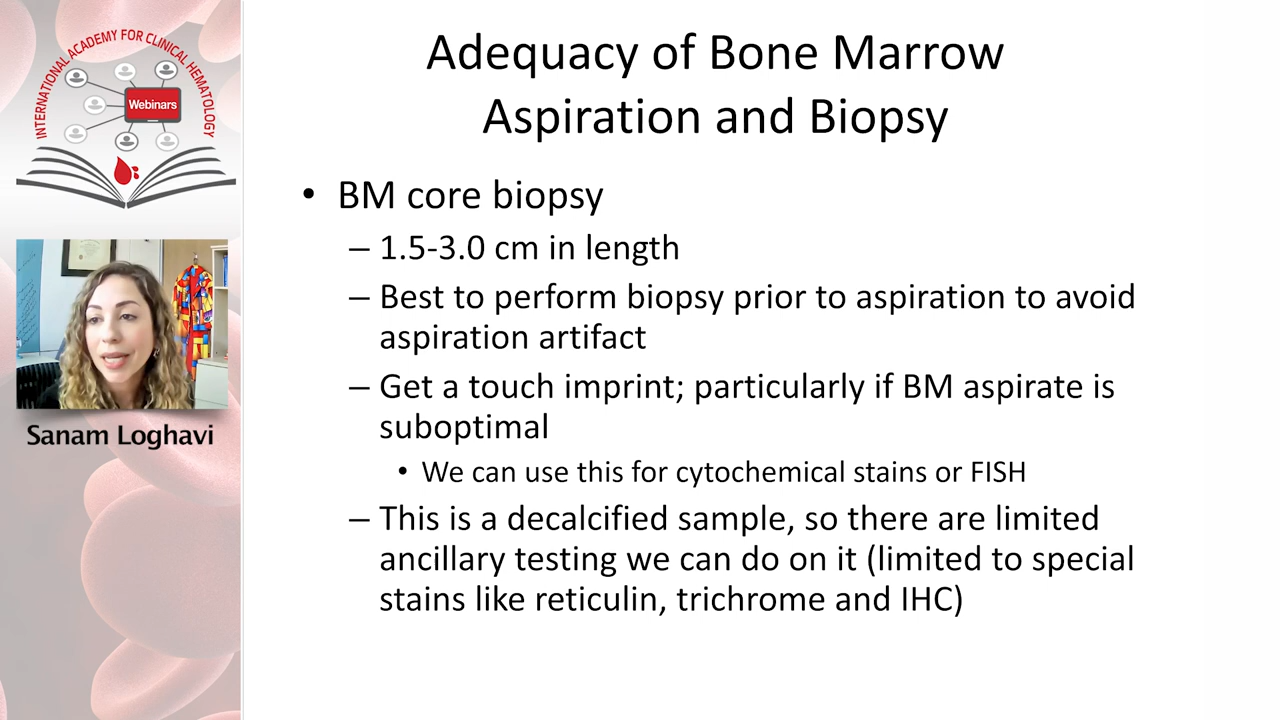 INTERNATIONAL ACADEMY FOR CLINICAL HEMATOLOGY
Webinars
Sanam Loghavi
Adequacy of Bone Marrow
Aspiration and Biopsy
• BM core biopsy
– 1.5-3.0 cm in length
– Best to perform biopsy prior to aspiration to avoid
aspiration artifact
– Get a touch imprint; particularly if BM aspirate is
suboptimal
• We can use this for cytochemical stains or FISH
– This is a decalcified sample, so there are limited
ancillary testing we can do on it (limited to special
stains like reticulin, trichrome and IHC)